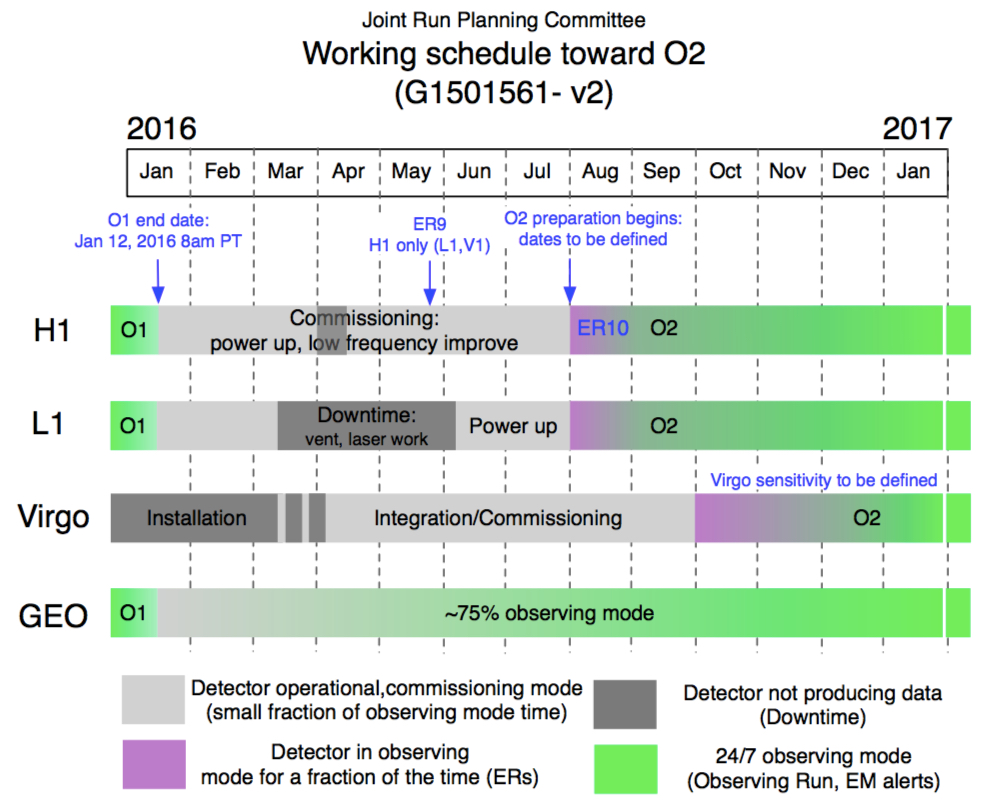 Joint Run Planning Committee
Working schedule toward O2
(G1501561- v2)
2016 2017
Jan Feb Mar Apr May Jun Jul Aug Sep Oct Nov Dec Jan
O1 end date:
Jan 12, 2016 8am PT
ER9
H1 only (L1,V1)
O2 preparation begins:
dates to be defined
H1
O1
Commissioning:
power up, low frequency improve
ER10
O2
L1
O1
Downtime:
vent, laser work
Power up
O2
Virgo sensitivity to be defined
Virgo
Installation
Integration/Commissioning
O2
GEO
O1
~75% observing mode
Detector operational,commissioning mode
(small fraction of observing mode time)
Detector not producing data
(Downtime)
Detector in observing
mode for a fraction of the time (ERs)
24/7 observing mode
(Observing Run, EM alerts)